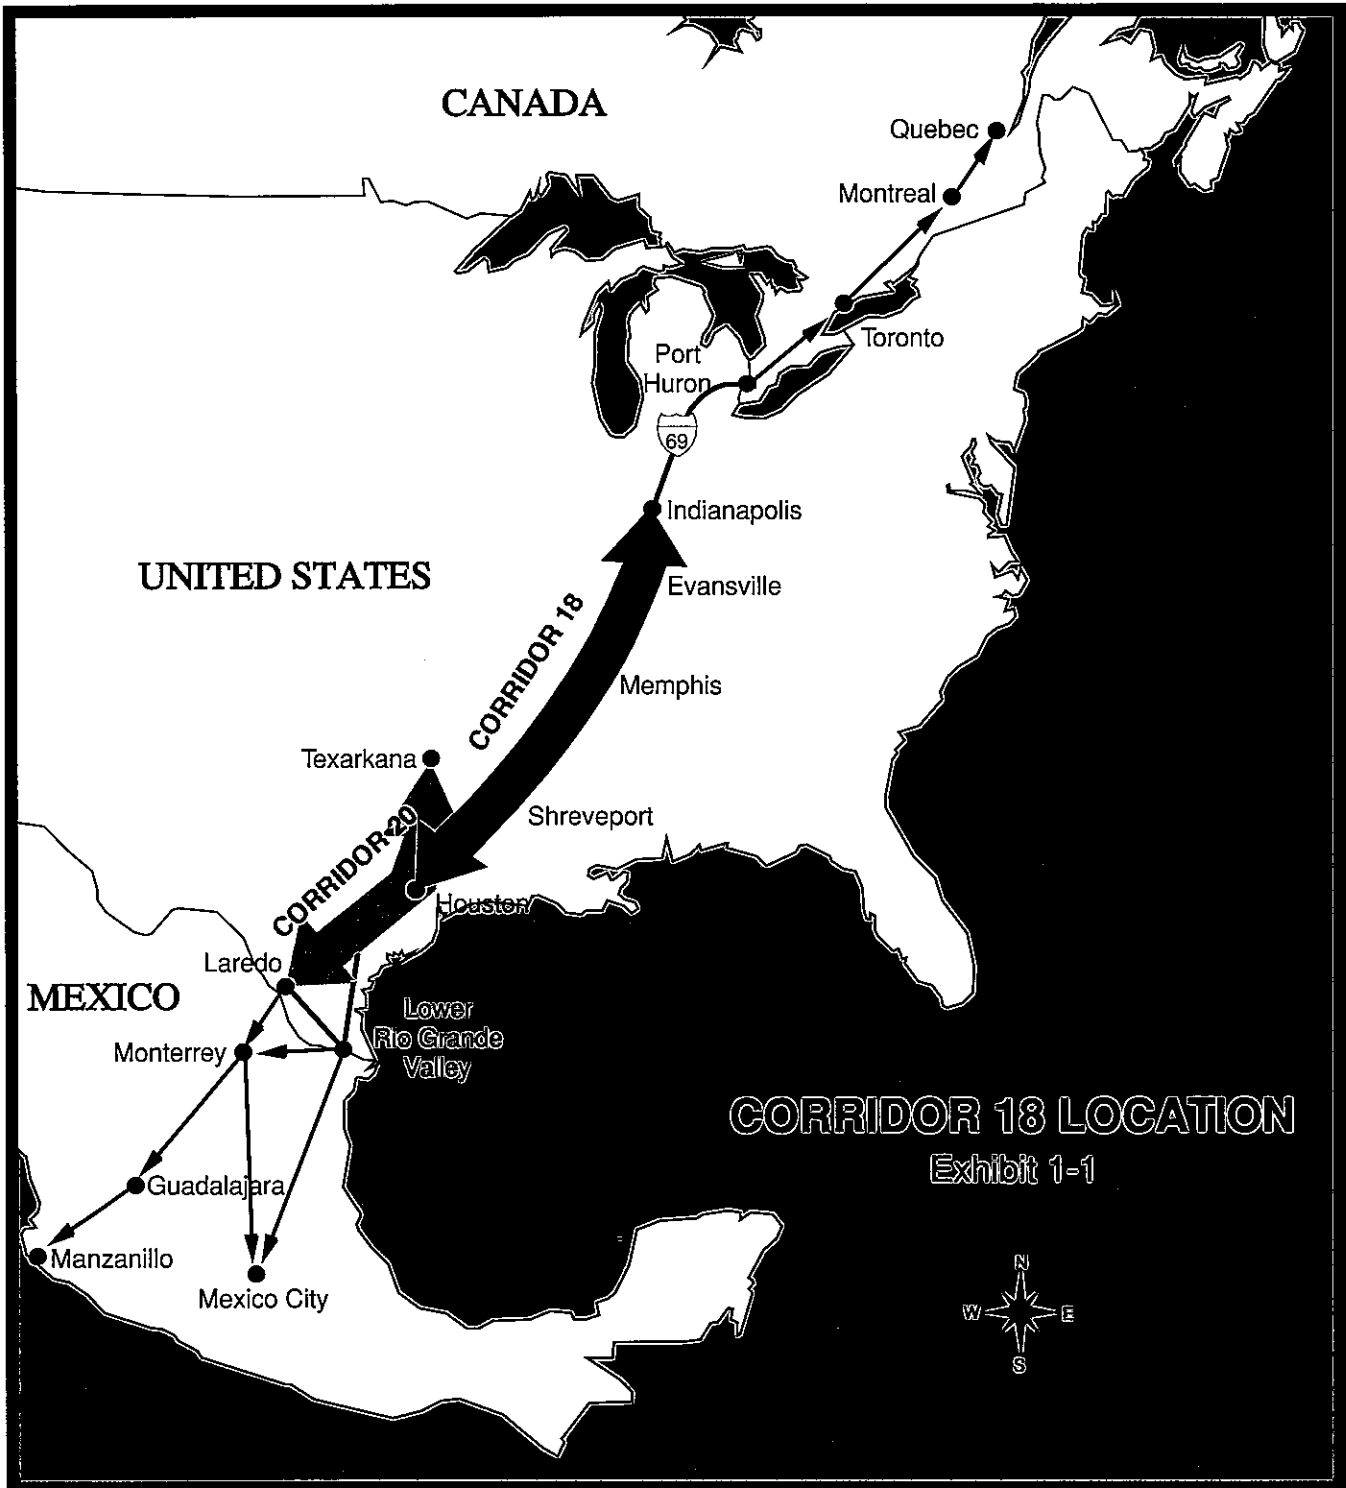 CANADA
Quebec
Montreal
Toronto
Port
Huron
69
Indianapolis
UNITED STATES
Evansville
CORRIDOR 18
Memphis
Texarkana
Shreveport
CORRIDOR 20
Houston
Laredo
MEXICO
Lower
Rio Grande
Valley
Monterrey
CORRIDOR 18 LOCATION
Exhibit 1-1
Guadalajara
Manzanillo
Mexico City
N
W E
S